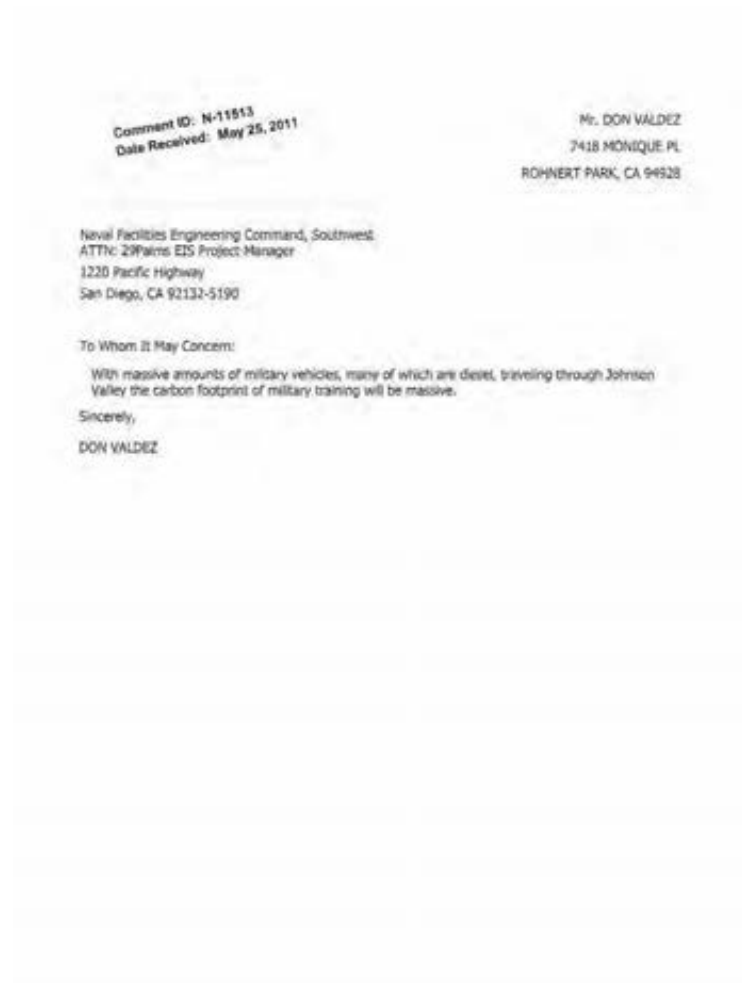 Comment ID: N-11513
Date Received: May 25, 2011
Mr. DON VALDEZ
7418 MONIQUE PL
ROHNERT PARK, CA 94928
Naval Facilities Engineering Command, Southwest
ATTN: 29Palms EIS Project Manager
1220 Pacific Highway
San Diego, CA 92132-5190
To Whom It May Concern:
With massive amounts of military vehicles, many of which are diesel, traveling through Johnson
Valley the carbon footprint of military training will be massive.
Sincerely,
DON VALDEZ